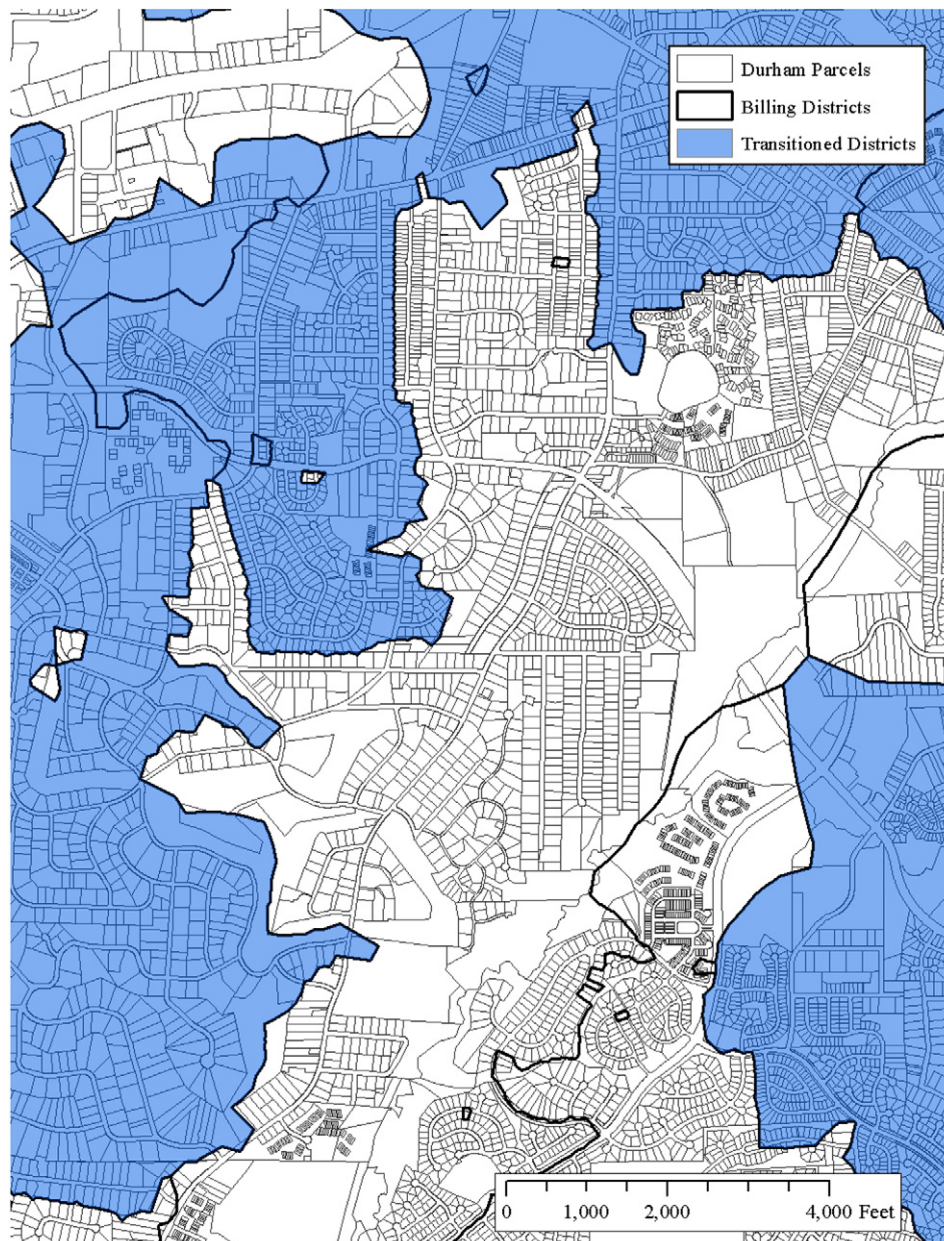 Durham Parcels
Billing Districts
Transitioned Districts
0 1,000 2,000 4,000 Feet